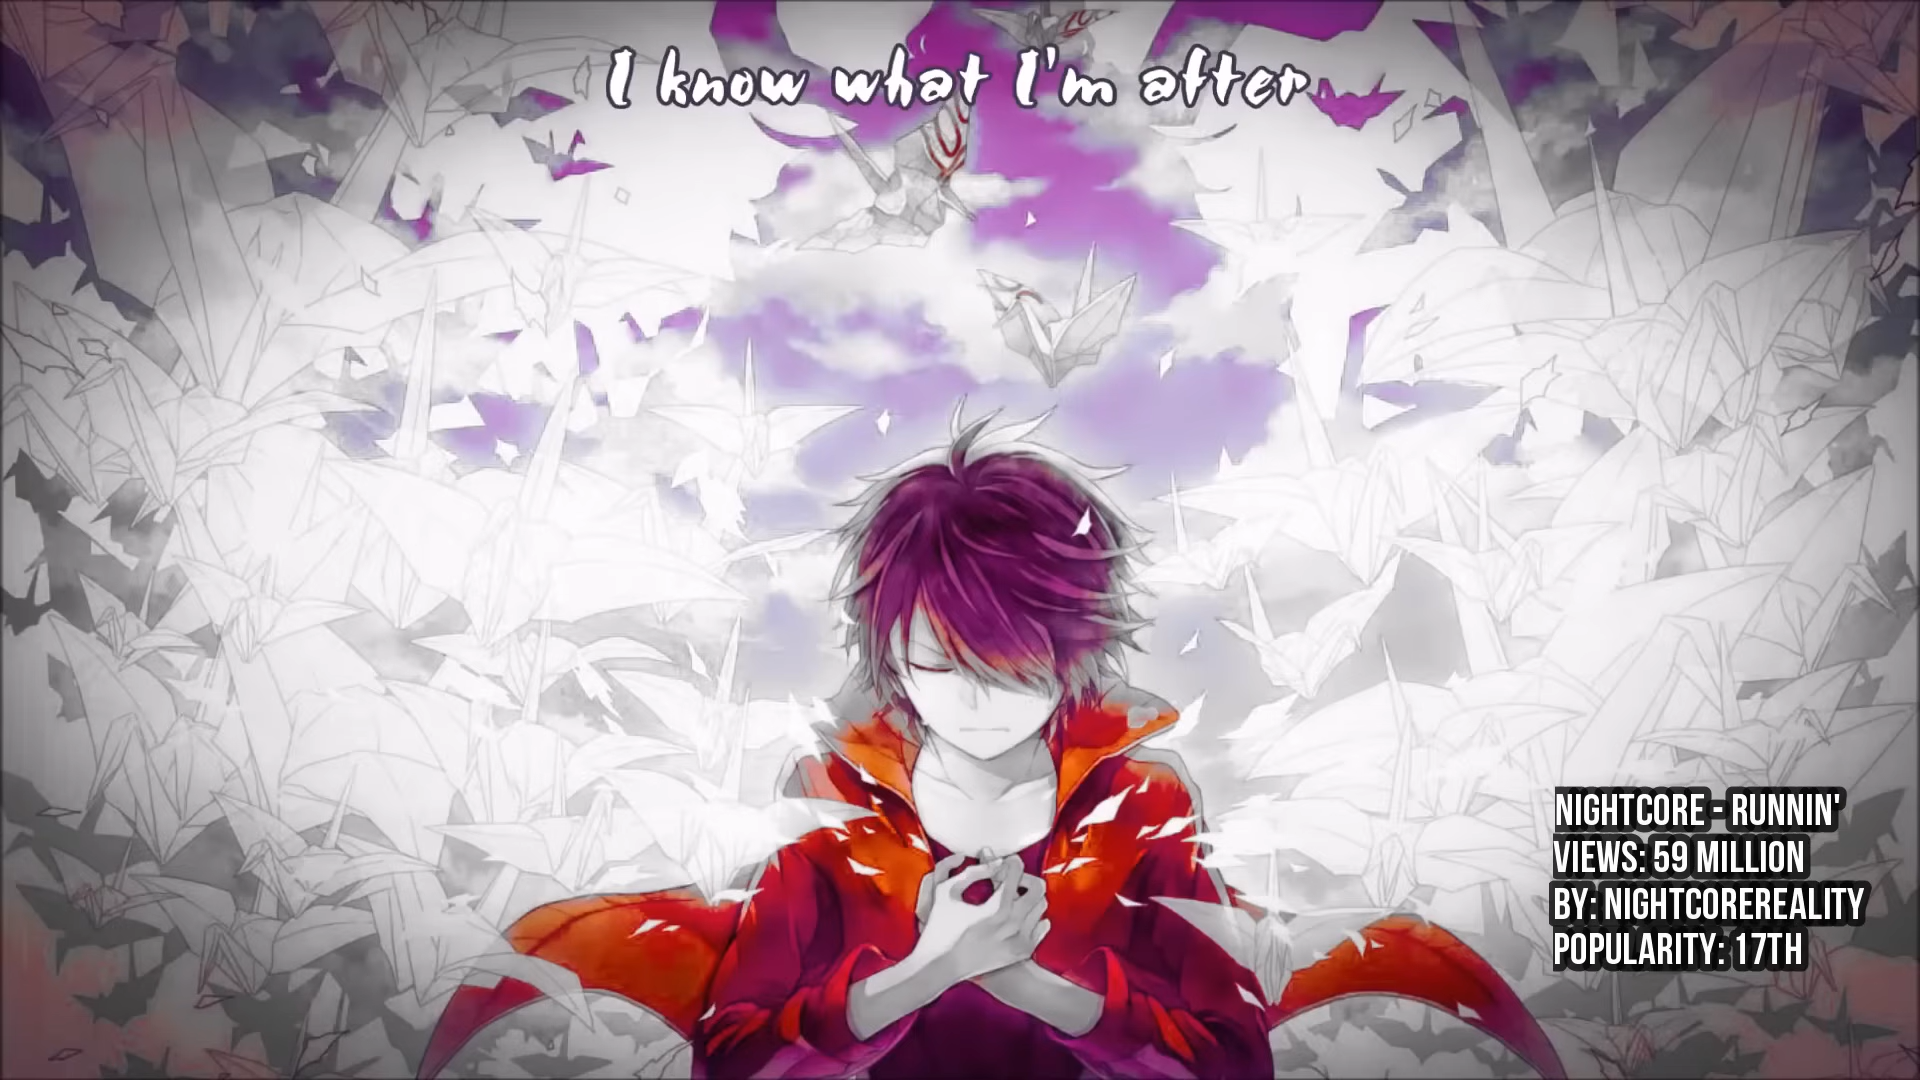 I know what I'm after
NIGHTCORE - RUNNIN'
VIEWS: 59 MILLION
BY: NIGHTCOREREALITY
POPULARITY: 17TH